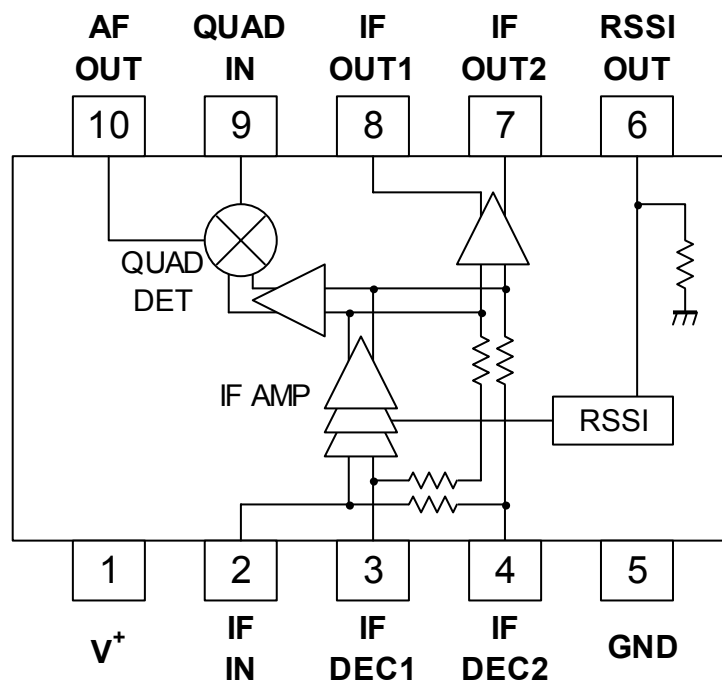 AF QUAD IF IF RSSI
OUT IN OUT1 OUT2 OUT
10 9 8 7 6
QUAD
DET
IF AMP
RSSI
1 2 3 4 5
V+ IF IF IF GND
IN DEC1 DEC2